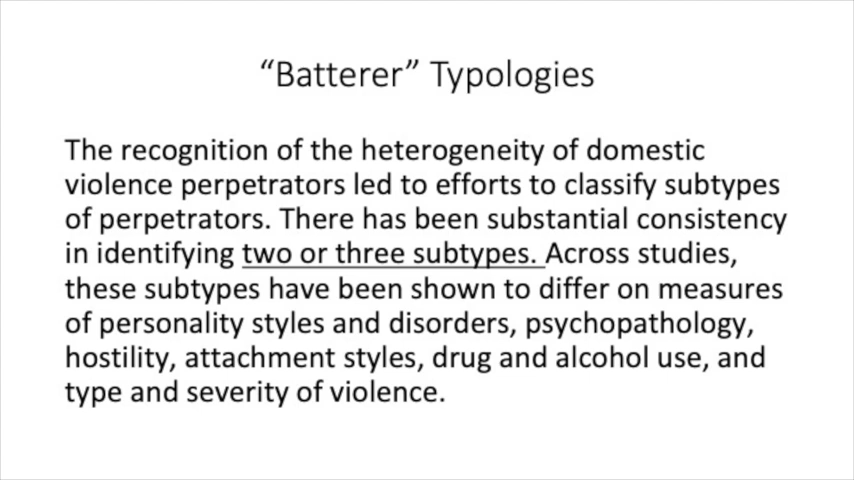 “Batterer” Typologies
The recognition of the heterogeneity of domestic
violence perpetrators led to efforts to classify subtypes
of perpetrators. There has been substantial consistency
in identifying two or three subtypes. Across studies,
these subtypes have been shown to differ on measures
of personality styles and disorders, psychopathology,
hostility, attachment styles, drug and alcohol use, and
type and severity of violence.